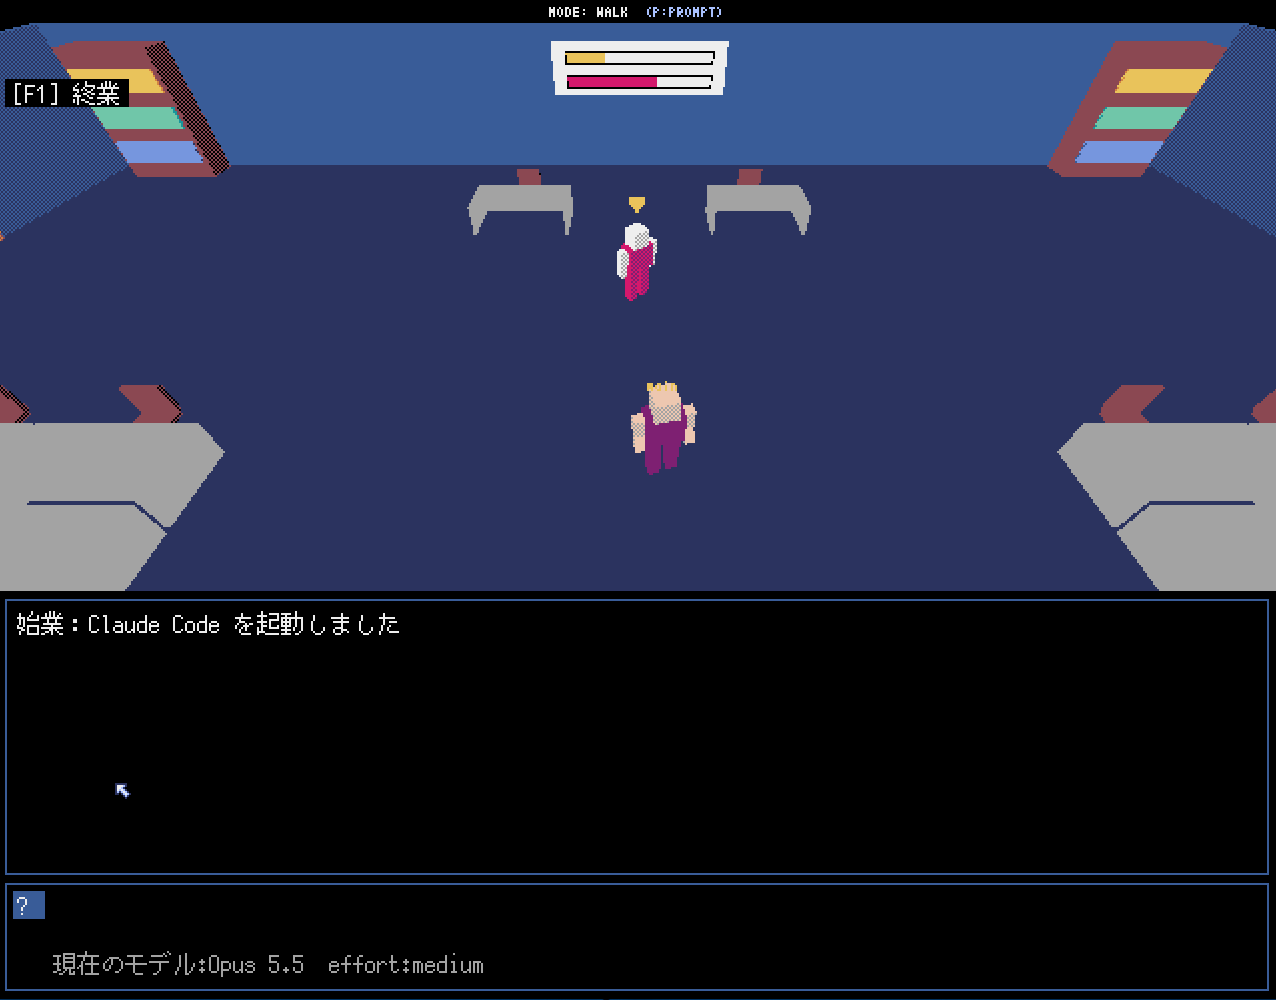 MODE: WALK (P:PROMPT)
[F1] 終業
始業：Claude Code を起動しました
?
現在のモデル:Opus 5.5 effort:medium